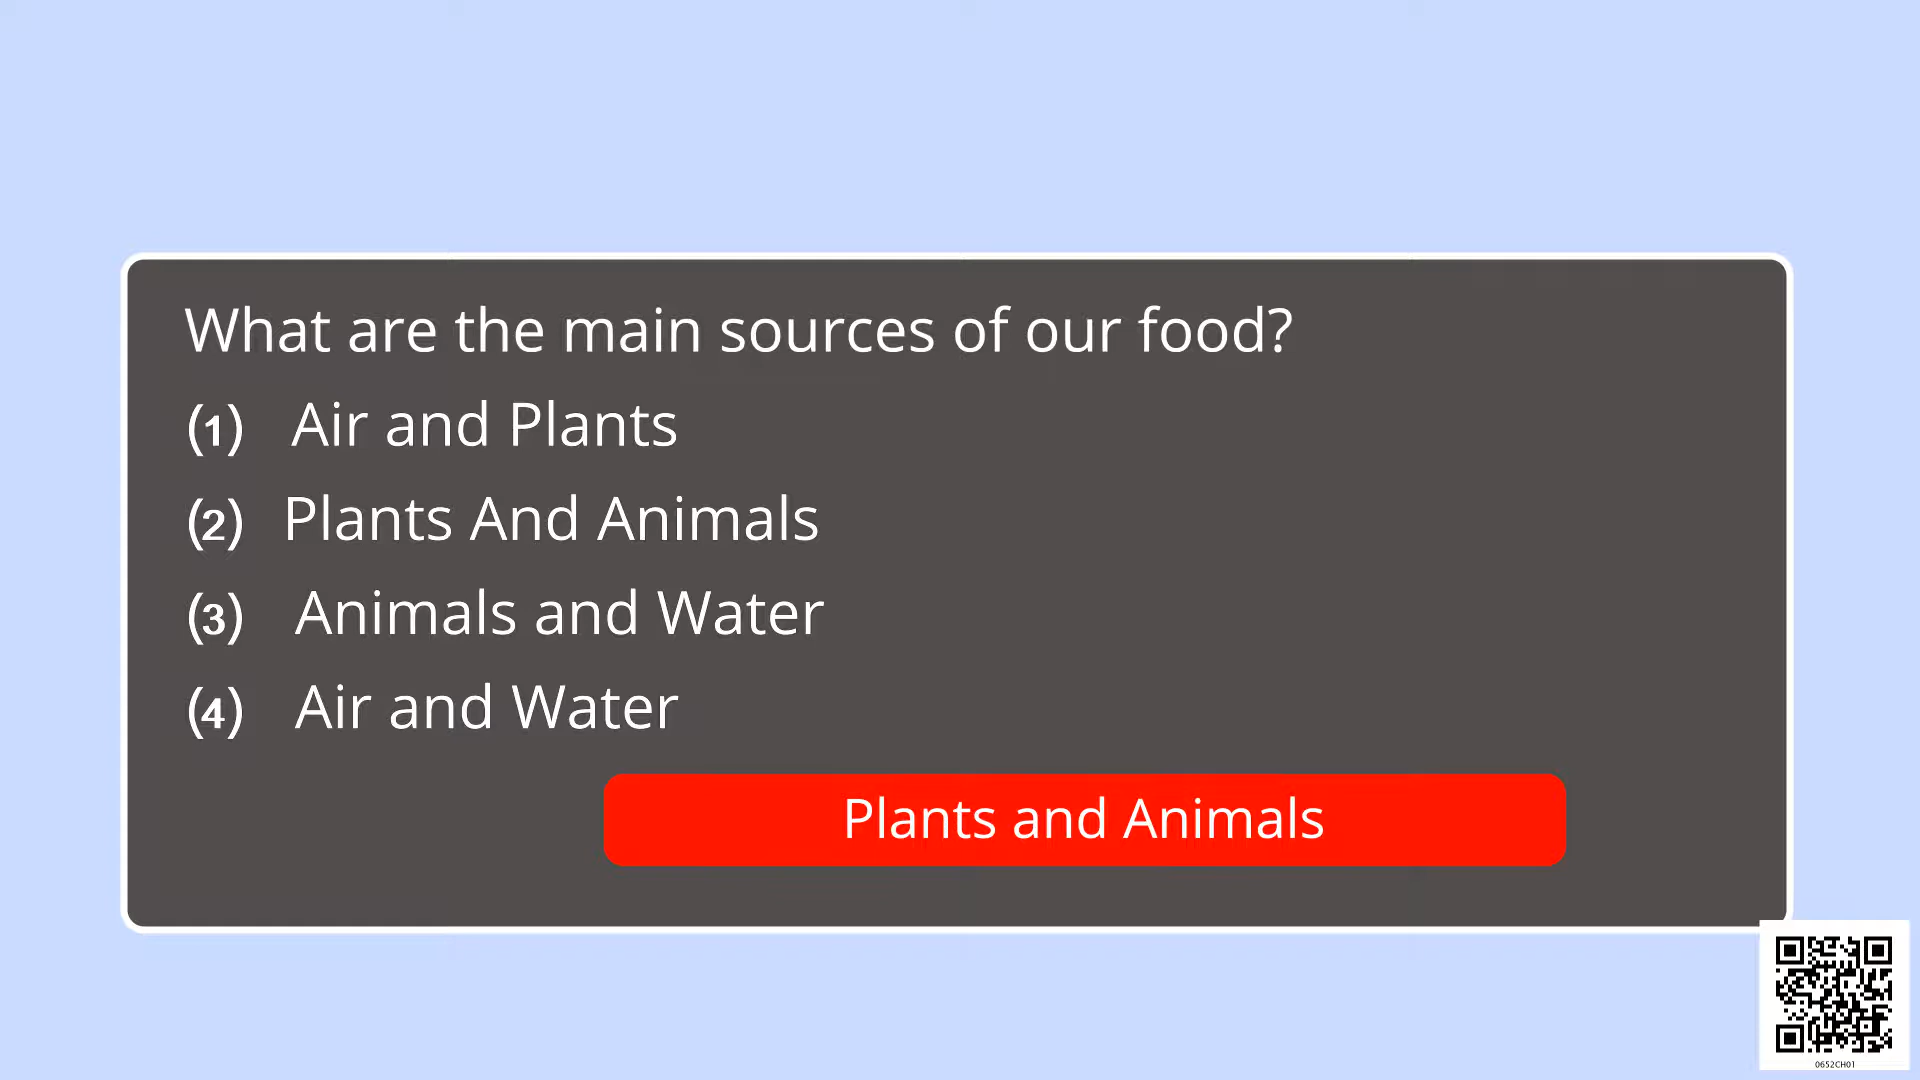 What are the main sources of our food?
(1) Air and Plants
(2) Plants And Animals
(3) Animals and Water
(4) Air and Water
Plants and Animals
0652CH01